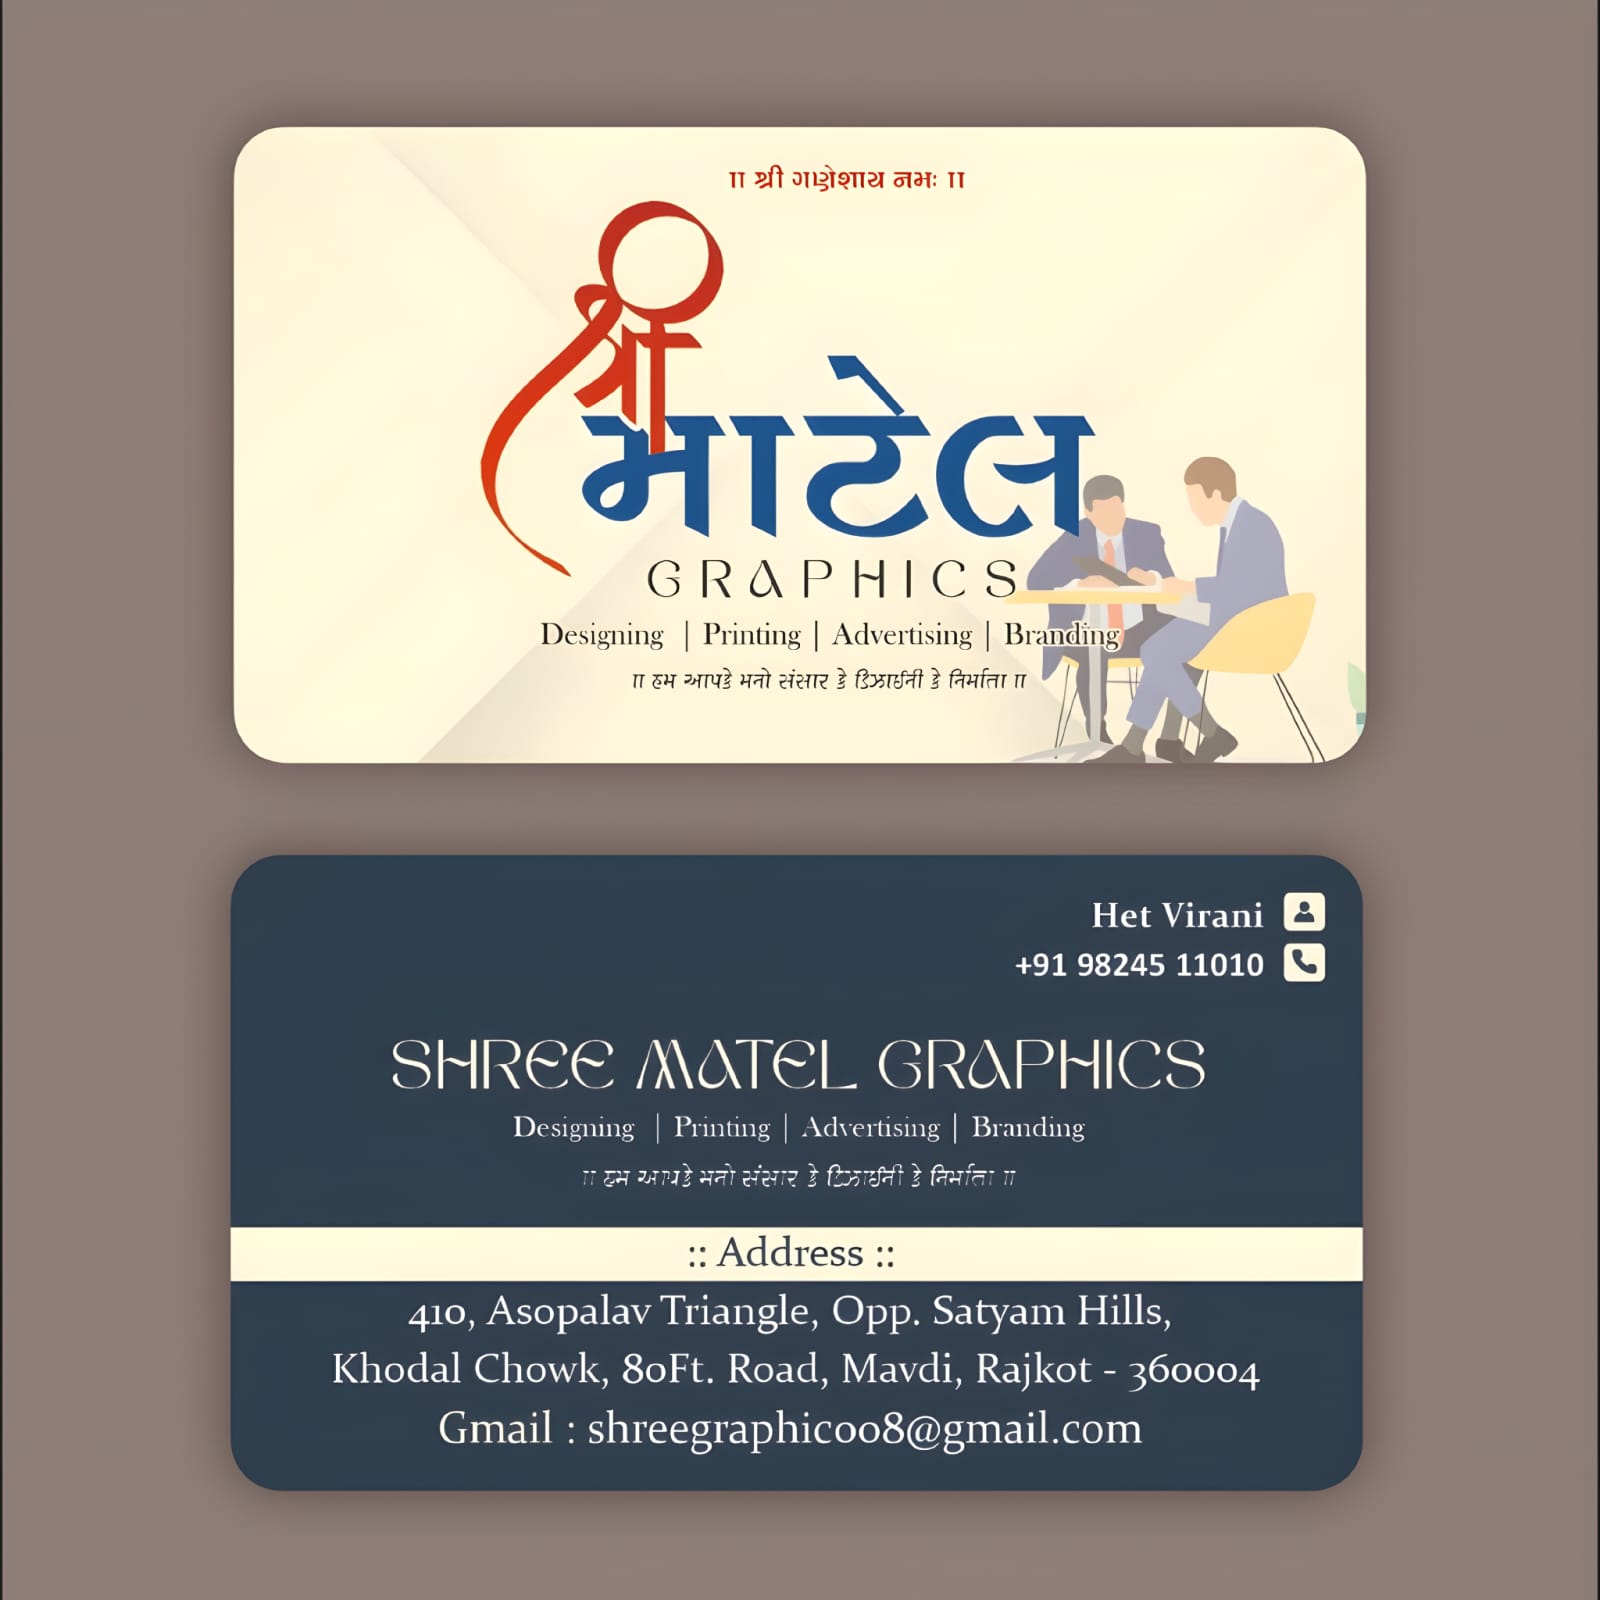 ॥ श्री गणेशाय नमः ॥
श्री
माटेल
GRAPHICS
Designing | Printing | Advertising | Branding
॥ हम आपके मनो संसार के डिझाईनी के निर्माता ॥
Het Virani
+91 98245 11010
SHREE MATEL GRAPHICS
Designing | Printing | Advertising | Branding
॥ हम आपके मनो संसार के डिझाईनी के निर्माता ॥
:: Address ::
410, Asopalav Triangle, Opp. Satyam Hills,
Khodal Chowk, 80Ft. Road, Mavdi, Rajkot - 360004
Gmail : shreegraphic008@gmail.com